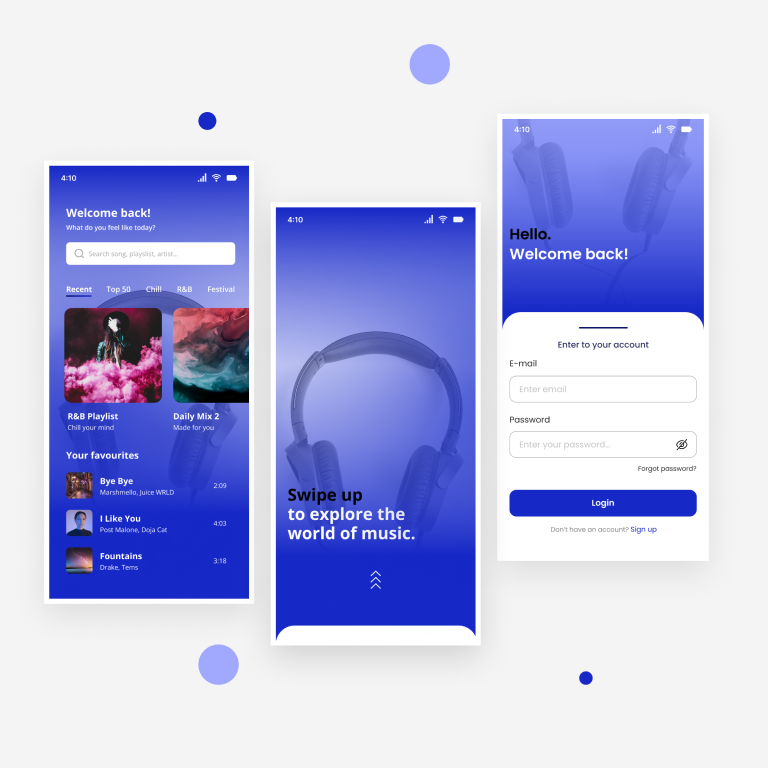 4:10
Welcome back!
What do you feel like today?
Search song, playslist, artist...
Recent Top 50 Chill R&B Festival
R&B Playlist Daily Mix 2
Chill your mind Made for you
Your favourites
Bye Bye
Marshmello, Juice WRLD
2:09
I Like You
Post Malone, Doja Cat
4:03
Fountains
Drake, Tems
3:18
4:10
Swipe up
to explore the
world of music.
4:10
Hello.
Welcome back!
Enter to your account
E-mail
Enter email
Password
Enter your password...
Forgot password?
Login
Don't have an account? Sign up